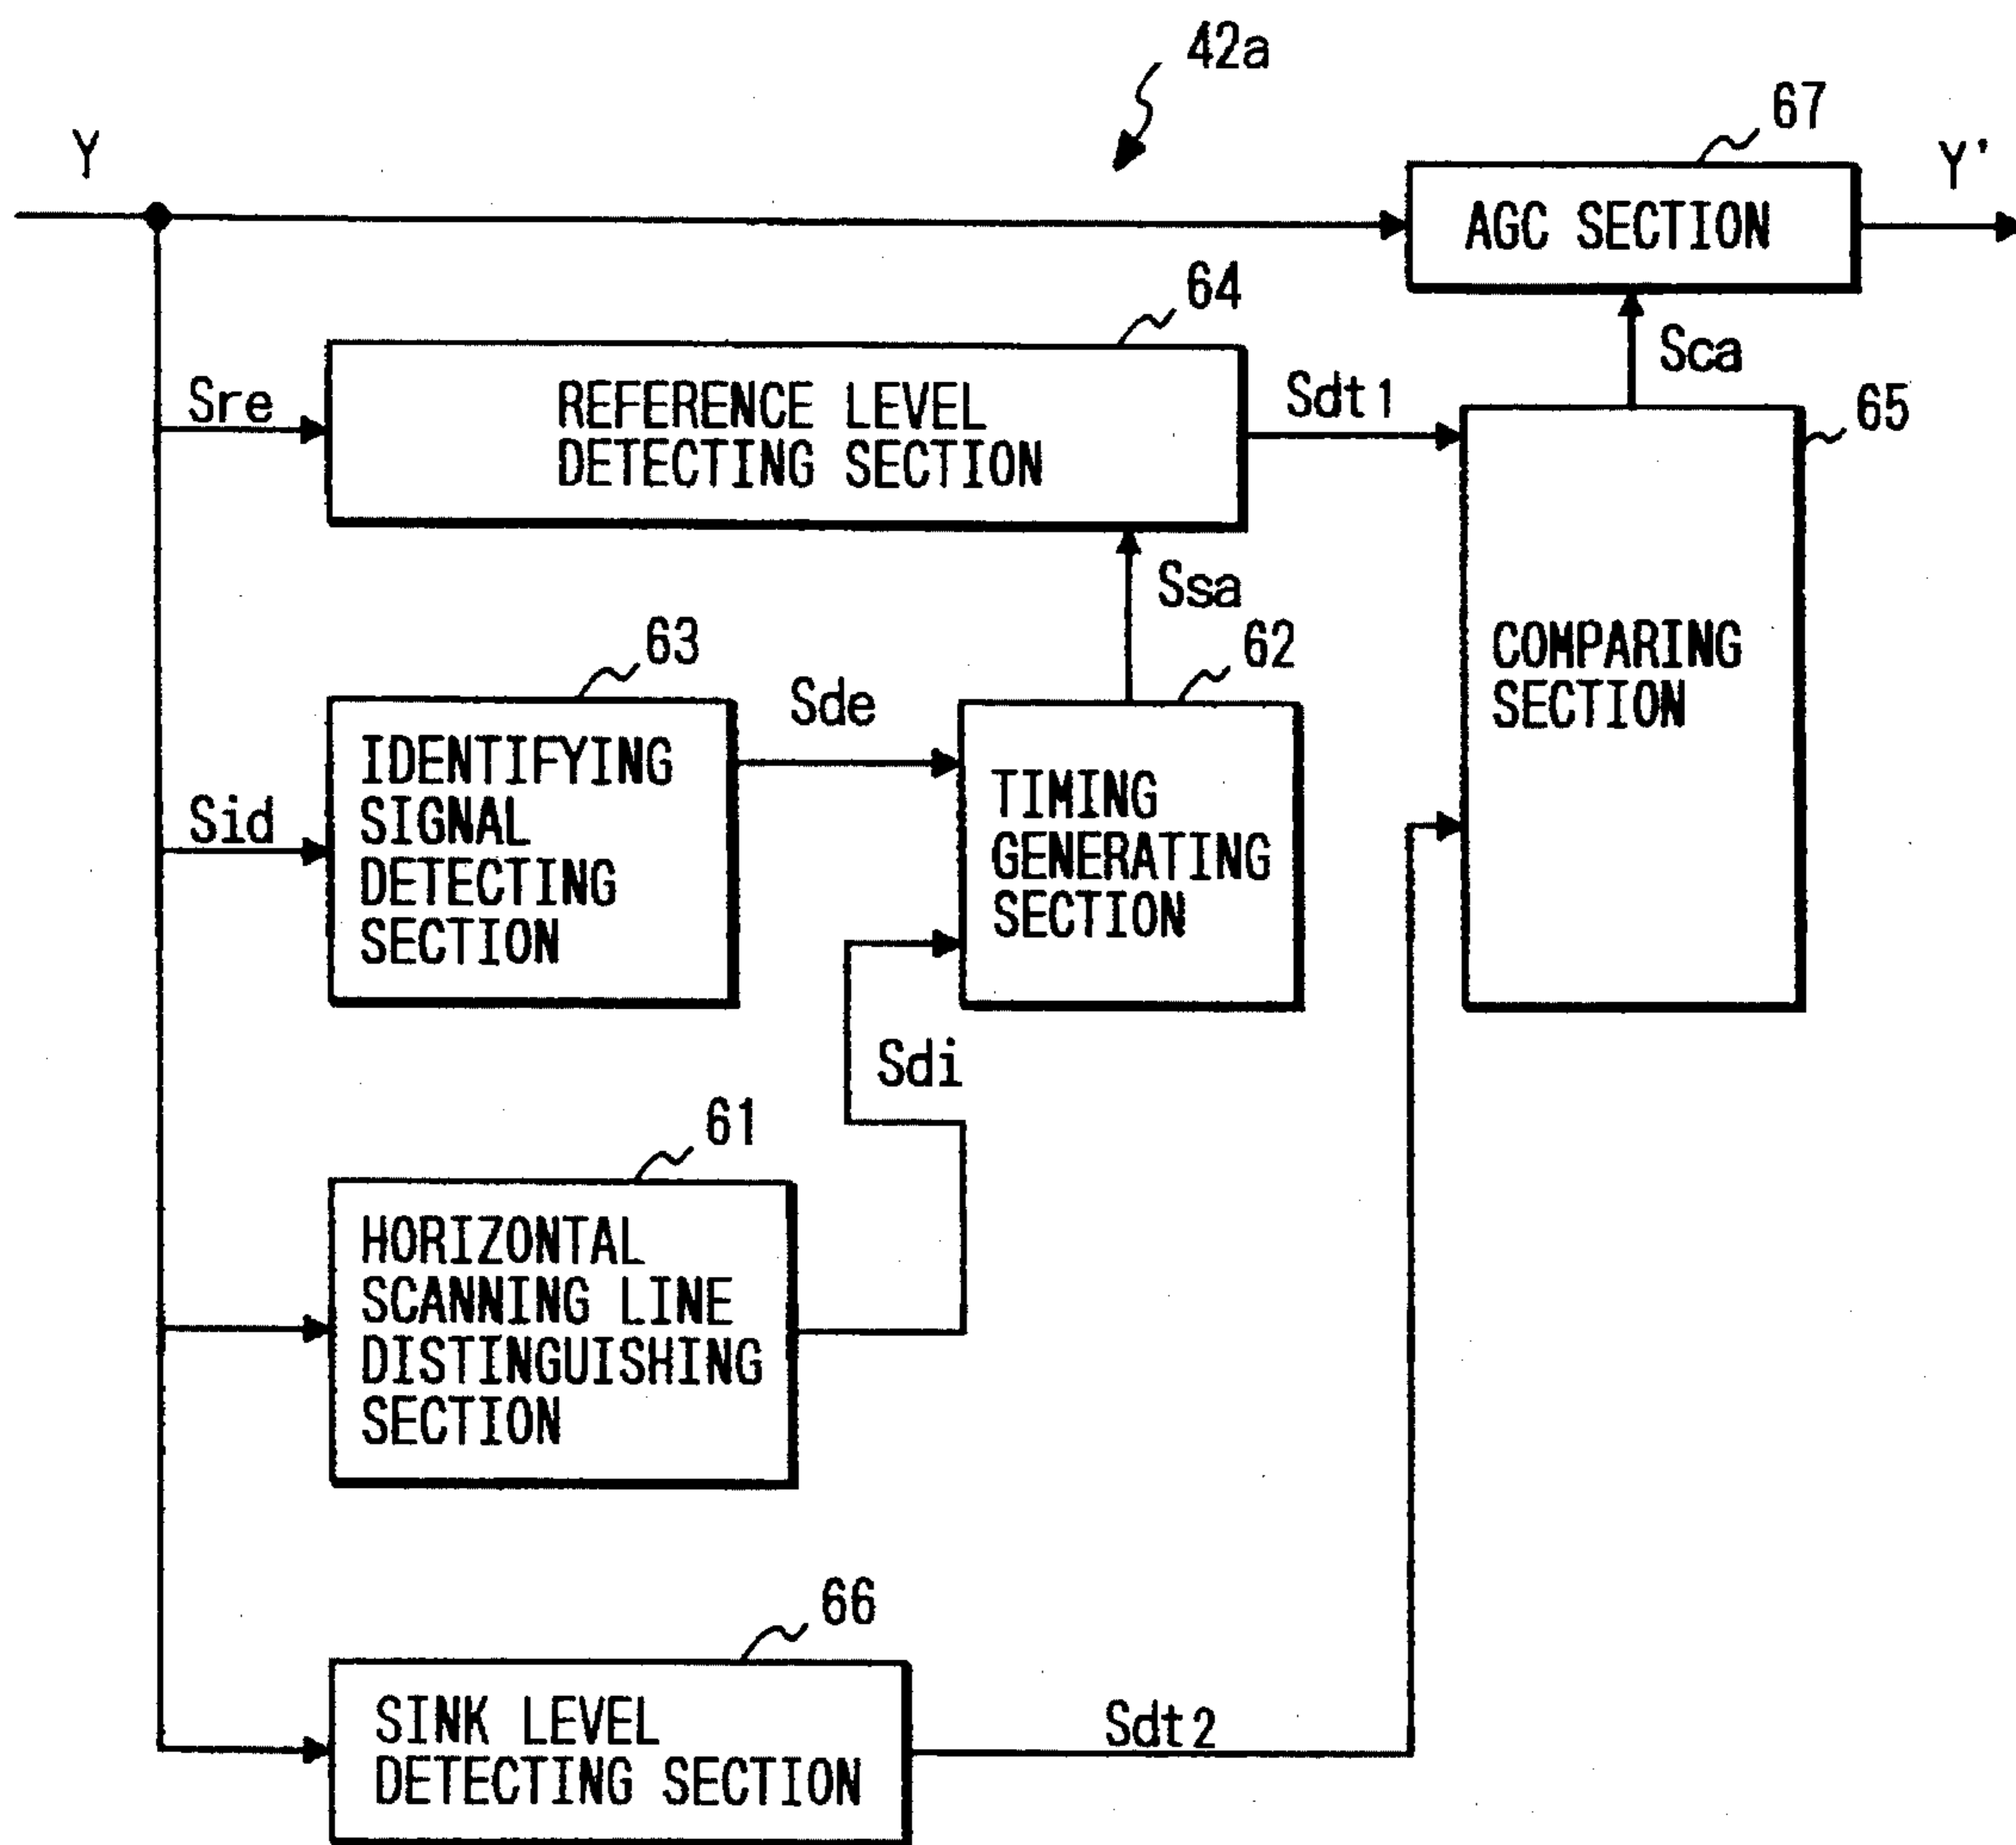 42a
67
Y
Y'
AGC SECTION
64
Sca
Sre
REFERENCE LEVEL
DETECTING SECTION
Sdt1
65
Ssa
63
62
Sde
COMPARING
SECTION
IDENTIFYING
SIGNAL
DETECTING
SECTION
Sid
TIMING
GENERATING
SECTION
Sdi
61
HORIZONTAL
SCANNING LINE
DISTINGUISHING
SECTION
66
SINK LEVEL
DETECTING SECTION
Sdt2